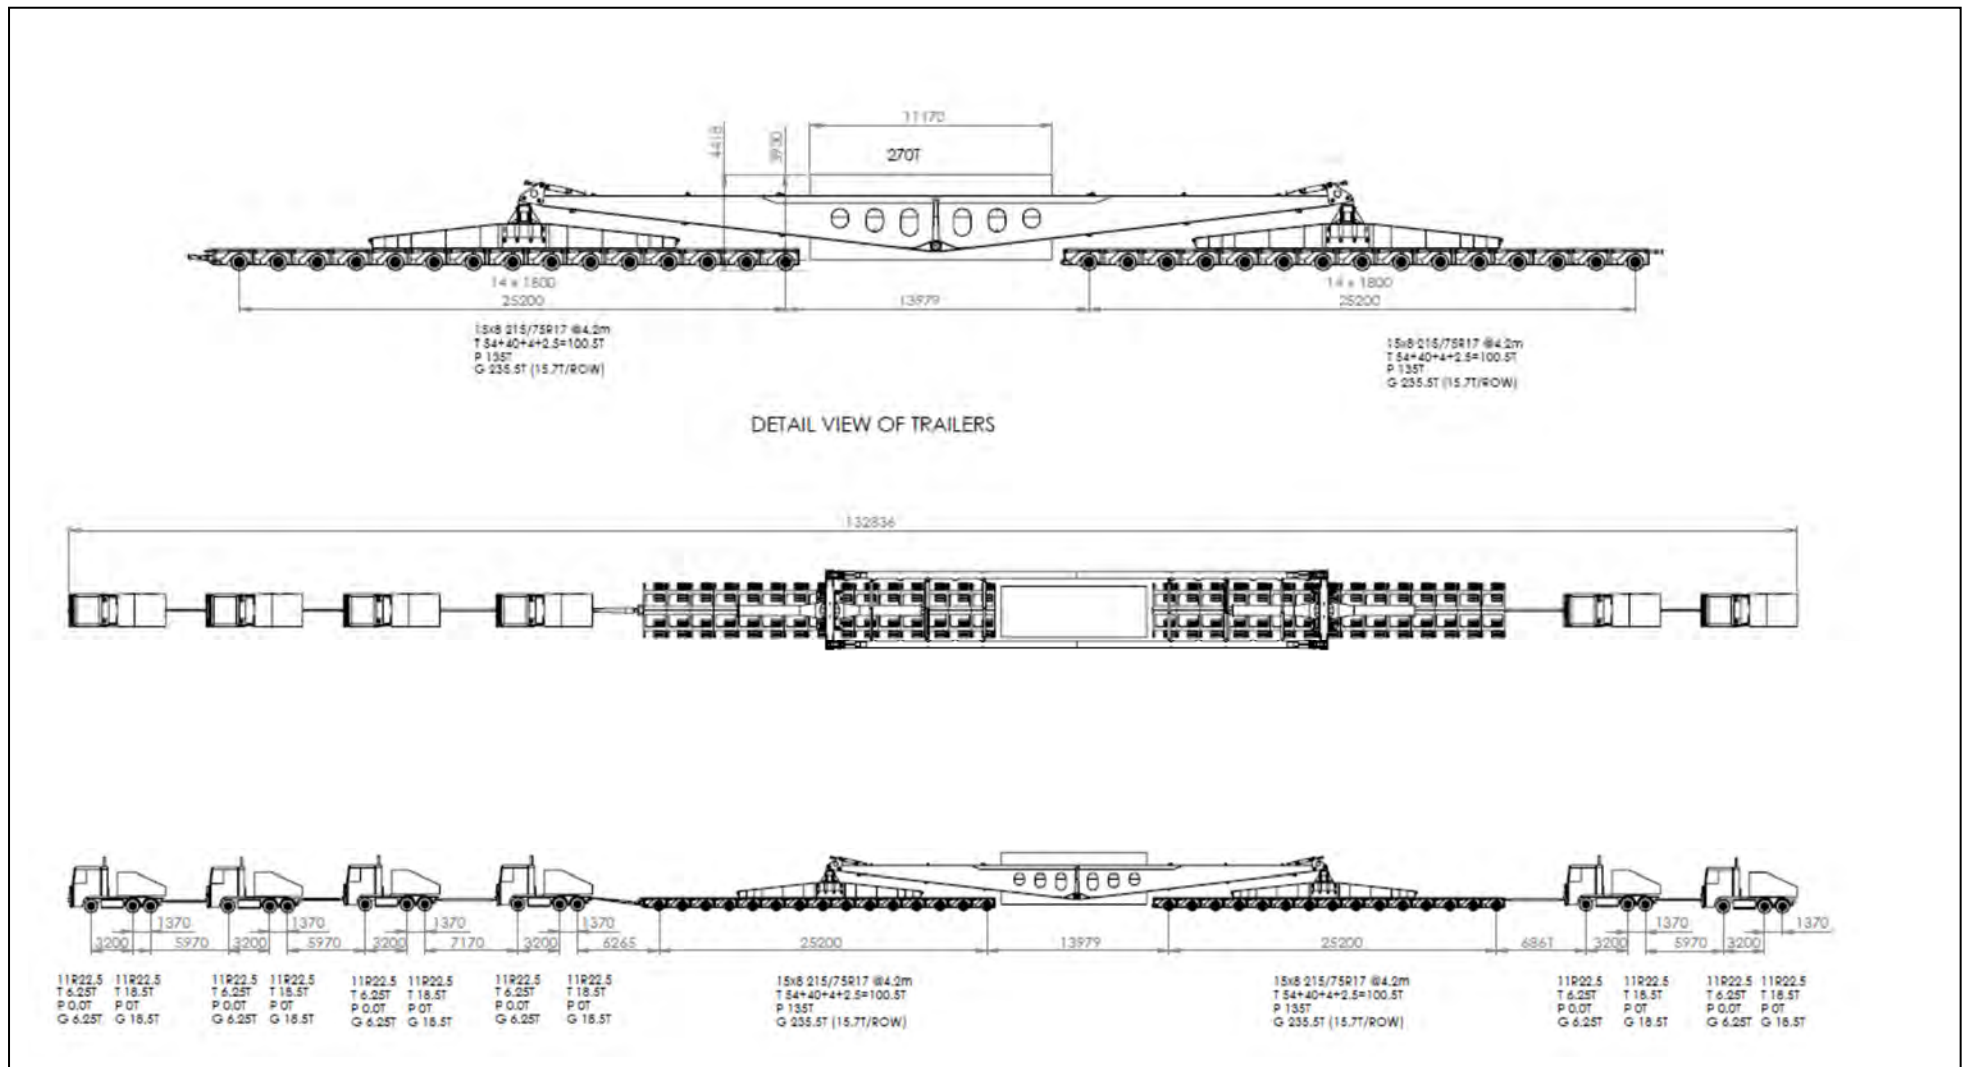 11170
4418
3900
270T
14 x 1800
25200
13979
14 x 1800
25200
15x8 215/75R17 @4.2m
T 54+40+4+2.5=100.5T
P 135T
G 235.5T (15.7T/ROW)
15x8 215/75R17 @4.2m
T 54+40+4+2.5=100.5T
P 135T
G 235.5T (15.7T/ROW)
DETAIL VIEW OF TRAILERS
132836
1370 1370 1370 1370 1370 1370
3200 5970 3200 5970 3200 7170 3200 6265 25200 13979 25200 6861 3200 5970 3200
11R22.5 11R22.5 11R22.5 11R22.5 11R22.5 11R22.5 11R22.5 11R22.5 15x8 215/75R17 @4.2m 15x8 215/75R17 @4.2m 11R22.5 11R22.5 11R22.5 11R22.5
T 6.25T T 18.5T T 6.25T T 18.5T T 6.25T T 18.5T T 6.25T T 18.5T T 54+40+4+2.5=100.5T T 54+40+4+2.5=100.5T T 6.25T T 18.5T T 6.25T T 18.5T
P 0.0T P 0T P 0.0T P 0T P 0.0T P 0T P 0.0T P 0T P 135T P 135T P 0.0T P 0T P 0.0T P 0T
G 6.25T G 18.5T G 6.25T G 18.5T G 6.25T G 18.5T G 6.25T G 18.5T G 235.5T (15.7T/ROW) G 235.5T (15.7T/ROW) G 6.25T G 18.5T G 6.25T G 18.5T